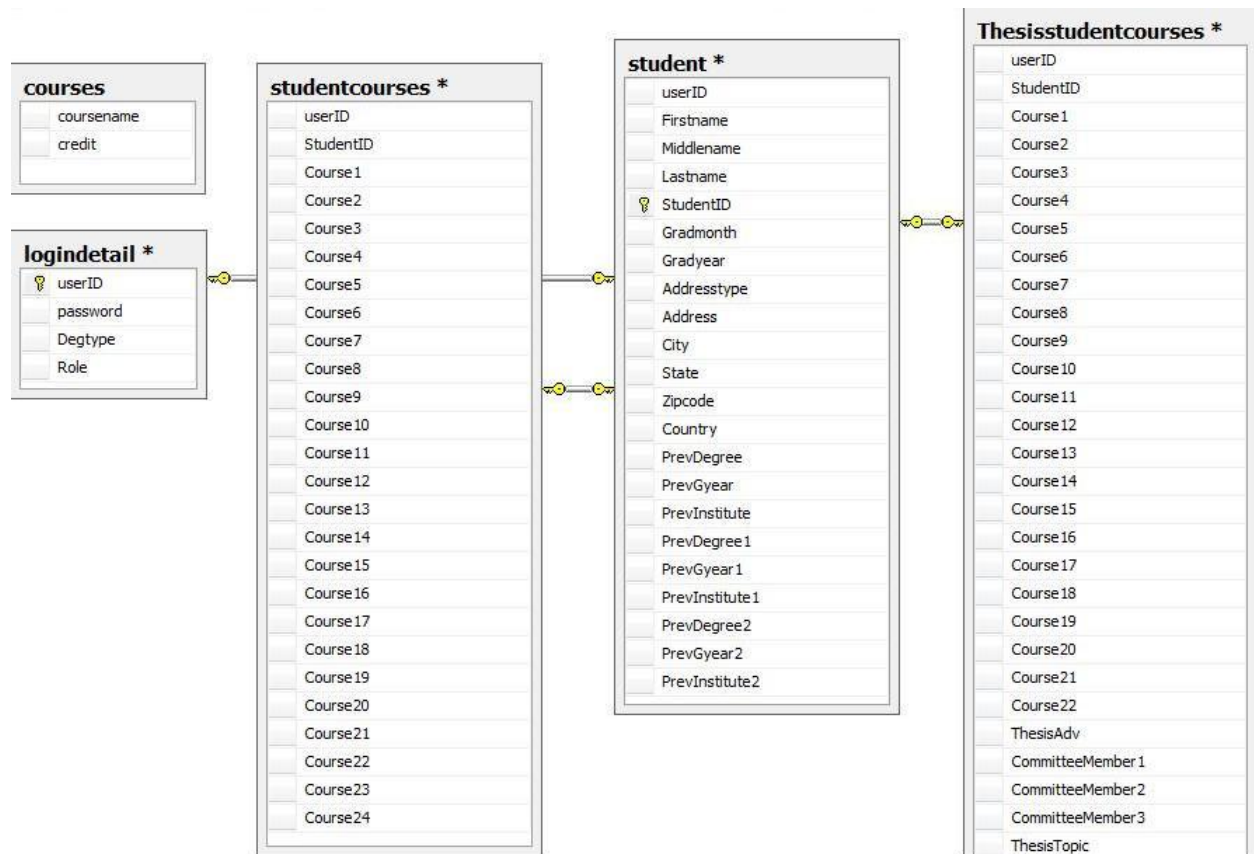 courses
coursename
credit
logindetail *
userID
password
Degtype
Role
studentcourses *
userID
StudentID
Course1
Course2
Course3
Course4
Course5
Course6
Course7
Course8
Course9
Course10
Course11
Course12
Course13
Course14
Course15
Course16
Course17
Course18
Course19
Course20
Course21
Course22
Course23
Course24
student *
userID
Firstname
Middlename
Lastname
StudentID
Gradmonth
Gradyear
Addresstype
Address
City
State
Zipcode
Country
PrevDegree
PrevGyear
PrevInstitute
PrevDegree1
PrevGyear1
PrevInstitute1
PrevDegree2
PrevGyear2
PrevInstitute2
Thesisstudentcourses *
userID
StudentID
Course1
Course2
Course3
Course4
Course5
Course6
Course7
Course8
Course9
Course10
Course11
Course12
Course13
Course14
Course15
Course16
Course17
Course18
Course19
Course20
Course21
Course22
ThesisAdv
CommitteeMember1
CommitteeMember2
CommitteeMember3
ThesisTopic